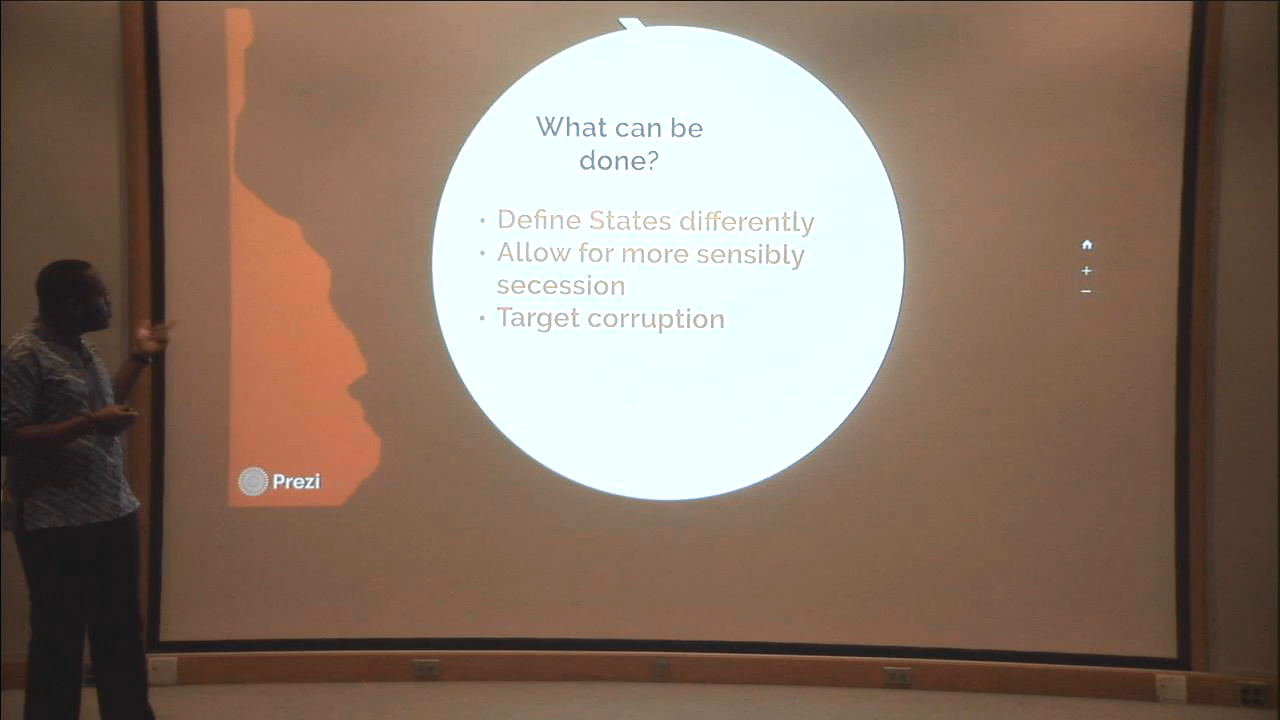 What can be
done?
• Define States differently
• Allow for more sensibly
secession
• Target corruption
Prezi